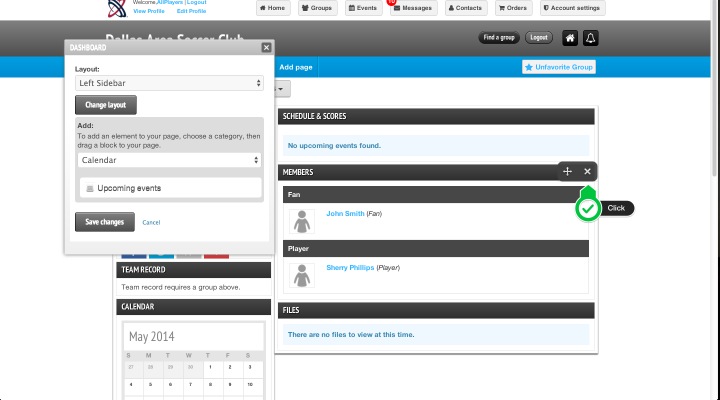 Welcome,AllPlayers | Logout
View Profile Edit Profile
Home
Groups
Events
Messages
Contacts
Orders
Account settings
Dallas Area Soccer Club
Find a group
Logout
DASHBOARD
Add page
Unfavorite Group
Layout:
Left Sidebar
Change layout
Add:
To add an element to your page, choose a category, then
drag a block to your page.
Calendar
Upcoming events
Save changes
Cancel
SCHEDULE & SCORES
No upcoming events found.
MEMBERS
Fan
John Smith (Fan)
Click
Player
Sherry Phillips (Player)
FILES
There are no files to view at this time.
TEAM RECORD
Team record requires a group above.
CALENDAR
May 2014
S M T W T F S
27 28 29 30 1 2 3
4 5 6 7 8 9 10